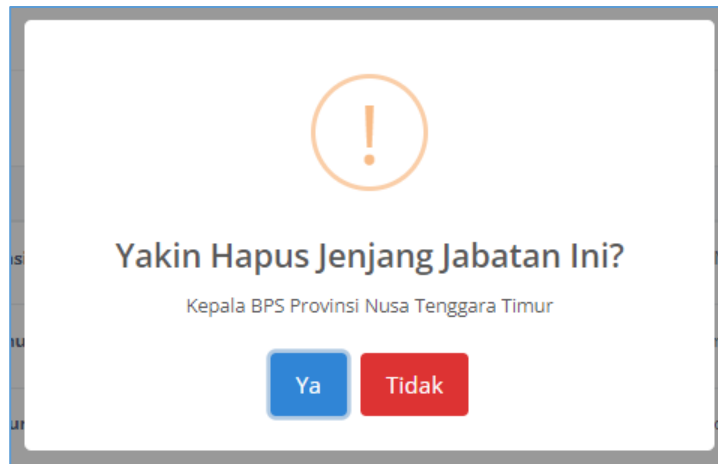 Yakin Hapus Jenjang Jabatan Ini?
Kepala BPS Provinsi Nusa Tenggara Timur
Ya Tidak